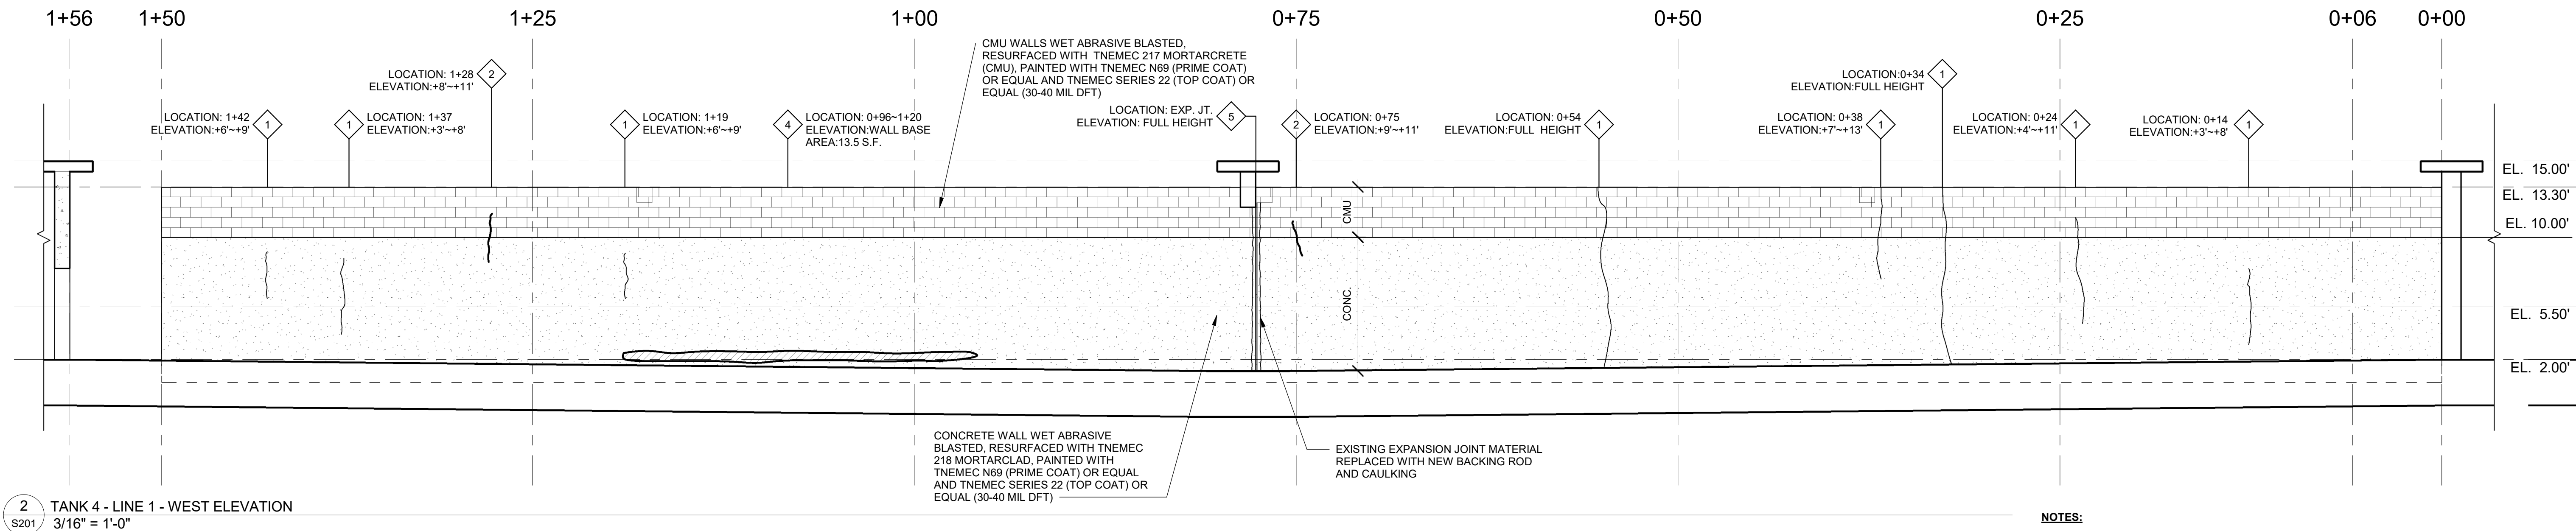 1+56
1+50
1+25
1+00
0+75
0+50
0+25
0+06
0+00
CMU WALLS WET ABRASIVE BLASTED,
RESURFACED WITH TNEMEC 217 MORTARCRETE
(CMU), PAINTED WITH TNEMEC N69 (PRIME COAT)
OR EQUAL AND TNEMEC SERIES 22 (TOP COAT) OR
EQUAL (30-40 MIL DFT)
LOCATION: 1+28
ELEVATION:+8'~+11'
2
LOCATION:0+34
ELEVATION:FULL HEIGHT
1
LOCATION: 1+42
ELEVATION:+6'~+9'
1
1
LOCATION: 1+37
ELEVATION:+3'~+8'
1
LOCATION: 1+19
ELEVATION:+6'~+9'
4
LOCATION: 0+96~1+20
ELEVATION:WALL BASE
AREA:13.5 S.F.
LOCATION: EXP. JT.
ELEVATION: FULL HEIGHT
5
2
LOCATION: 0+75
ELEVATION:+9'~+11'
LOCATION: 0+54
ELEVATION:FULL HEIGHT
1
LOCATION: 0+38
ELEVATION:+7'~+13'
1
LOCATION: 0+24
ELEVATION:+4'~+11'
1
LOCATION: 0+14
ELEVATION:+3'~+8'
1
EL. 15.00'
EL. 13.30'
EL. 10.00'
EL. 5.50'
EL. 2.00'
CMU
CONC.
CONCRETE WALL WET ABRASIVE
BLASTED, RESURFACED WITH TNEMEC
218 MORTARCLAD, PAINTED WITH
TNEMEC N69 (PRIME COAT) OR EQUAL
AND TNEMEC SERIES 22 (TOP COAT) OR
EQUAL (30-40 MIL DFT)
EXISTING EXPANSION JOINT MATERIAL
REPLACED WITH NEW BACKING ROD
AND CAULKING
2
S201
TANK 4 - LINE 1 - WEST ELEVATION
3/16" = 1'-0"
NOTES: